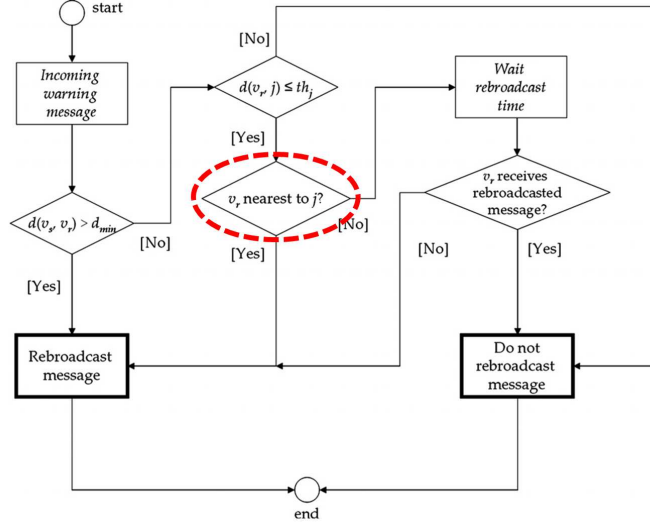 start
Incoming
warning
message
d(vs, vr) > dmin
[No]
[Yes]
Rebroadcast
message
[No]
d(vr, j) ≤ thj
[Yes]
vr nearest to j?
[No]
[Yes]
Wait
rebroadcast
time
vr receives
rebroadcasted
message?
[No]
[Yes]
Do not
rebroadcast
message
end